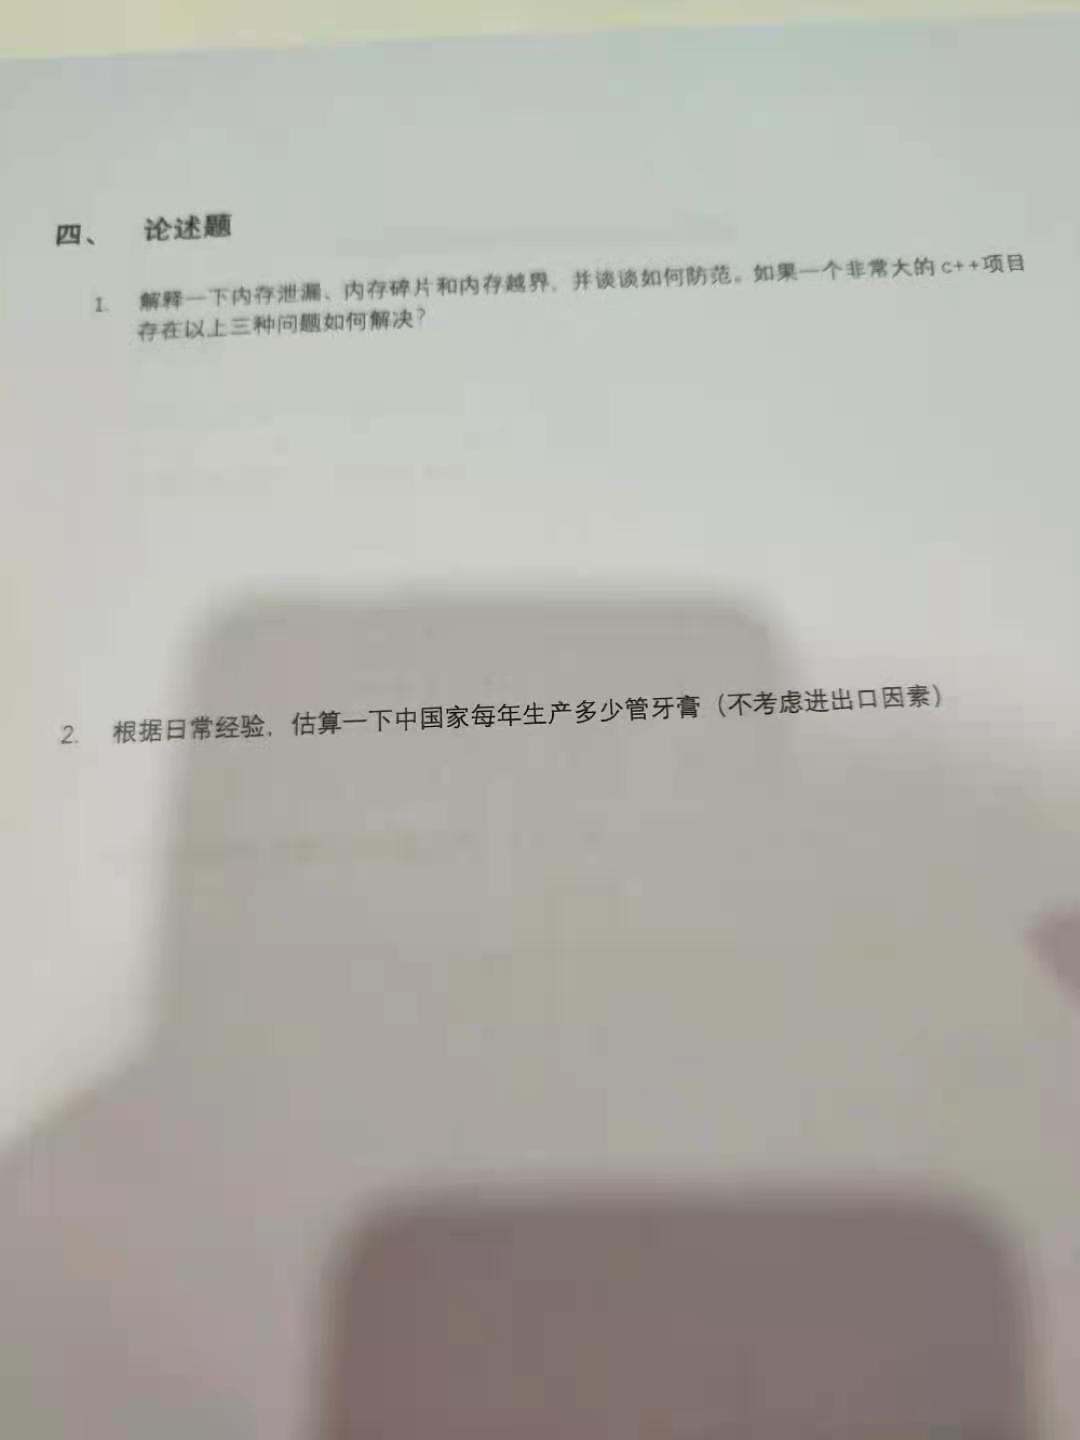 四、 论述题
1. 解释一下内存泄漏、内存碎片和内存越界，并谈谈如何防范。如果一个非常大的 c++项目
存在以上三种问题如何解决？
2. 根据日常经验，估算一下中国家每年生产多少管牙膏（不考虑进出口因素）